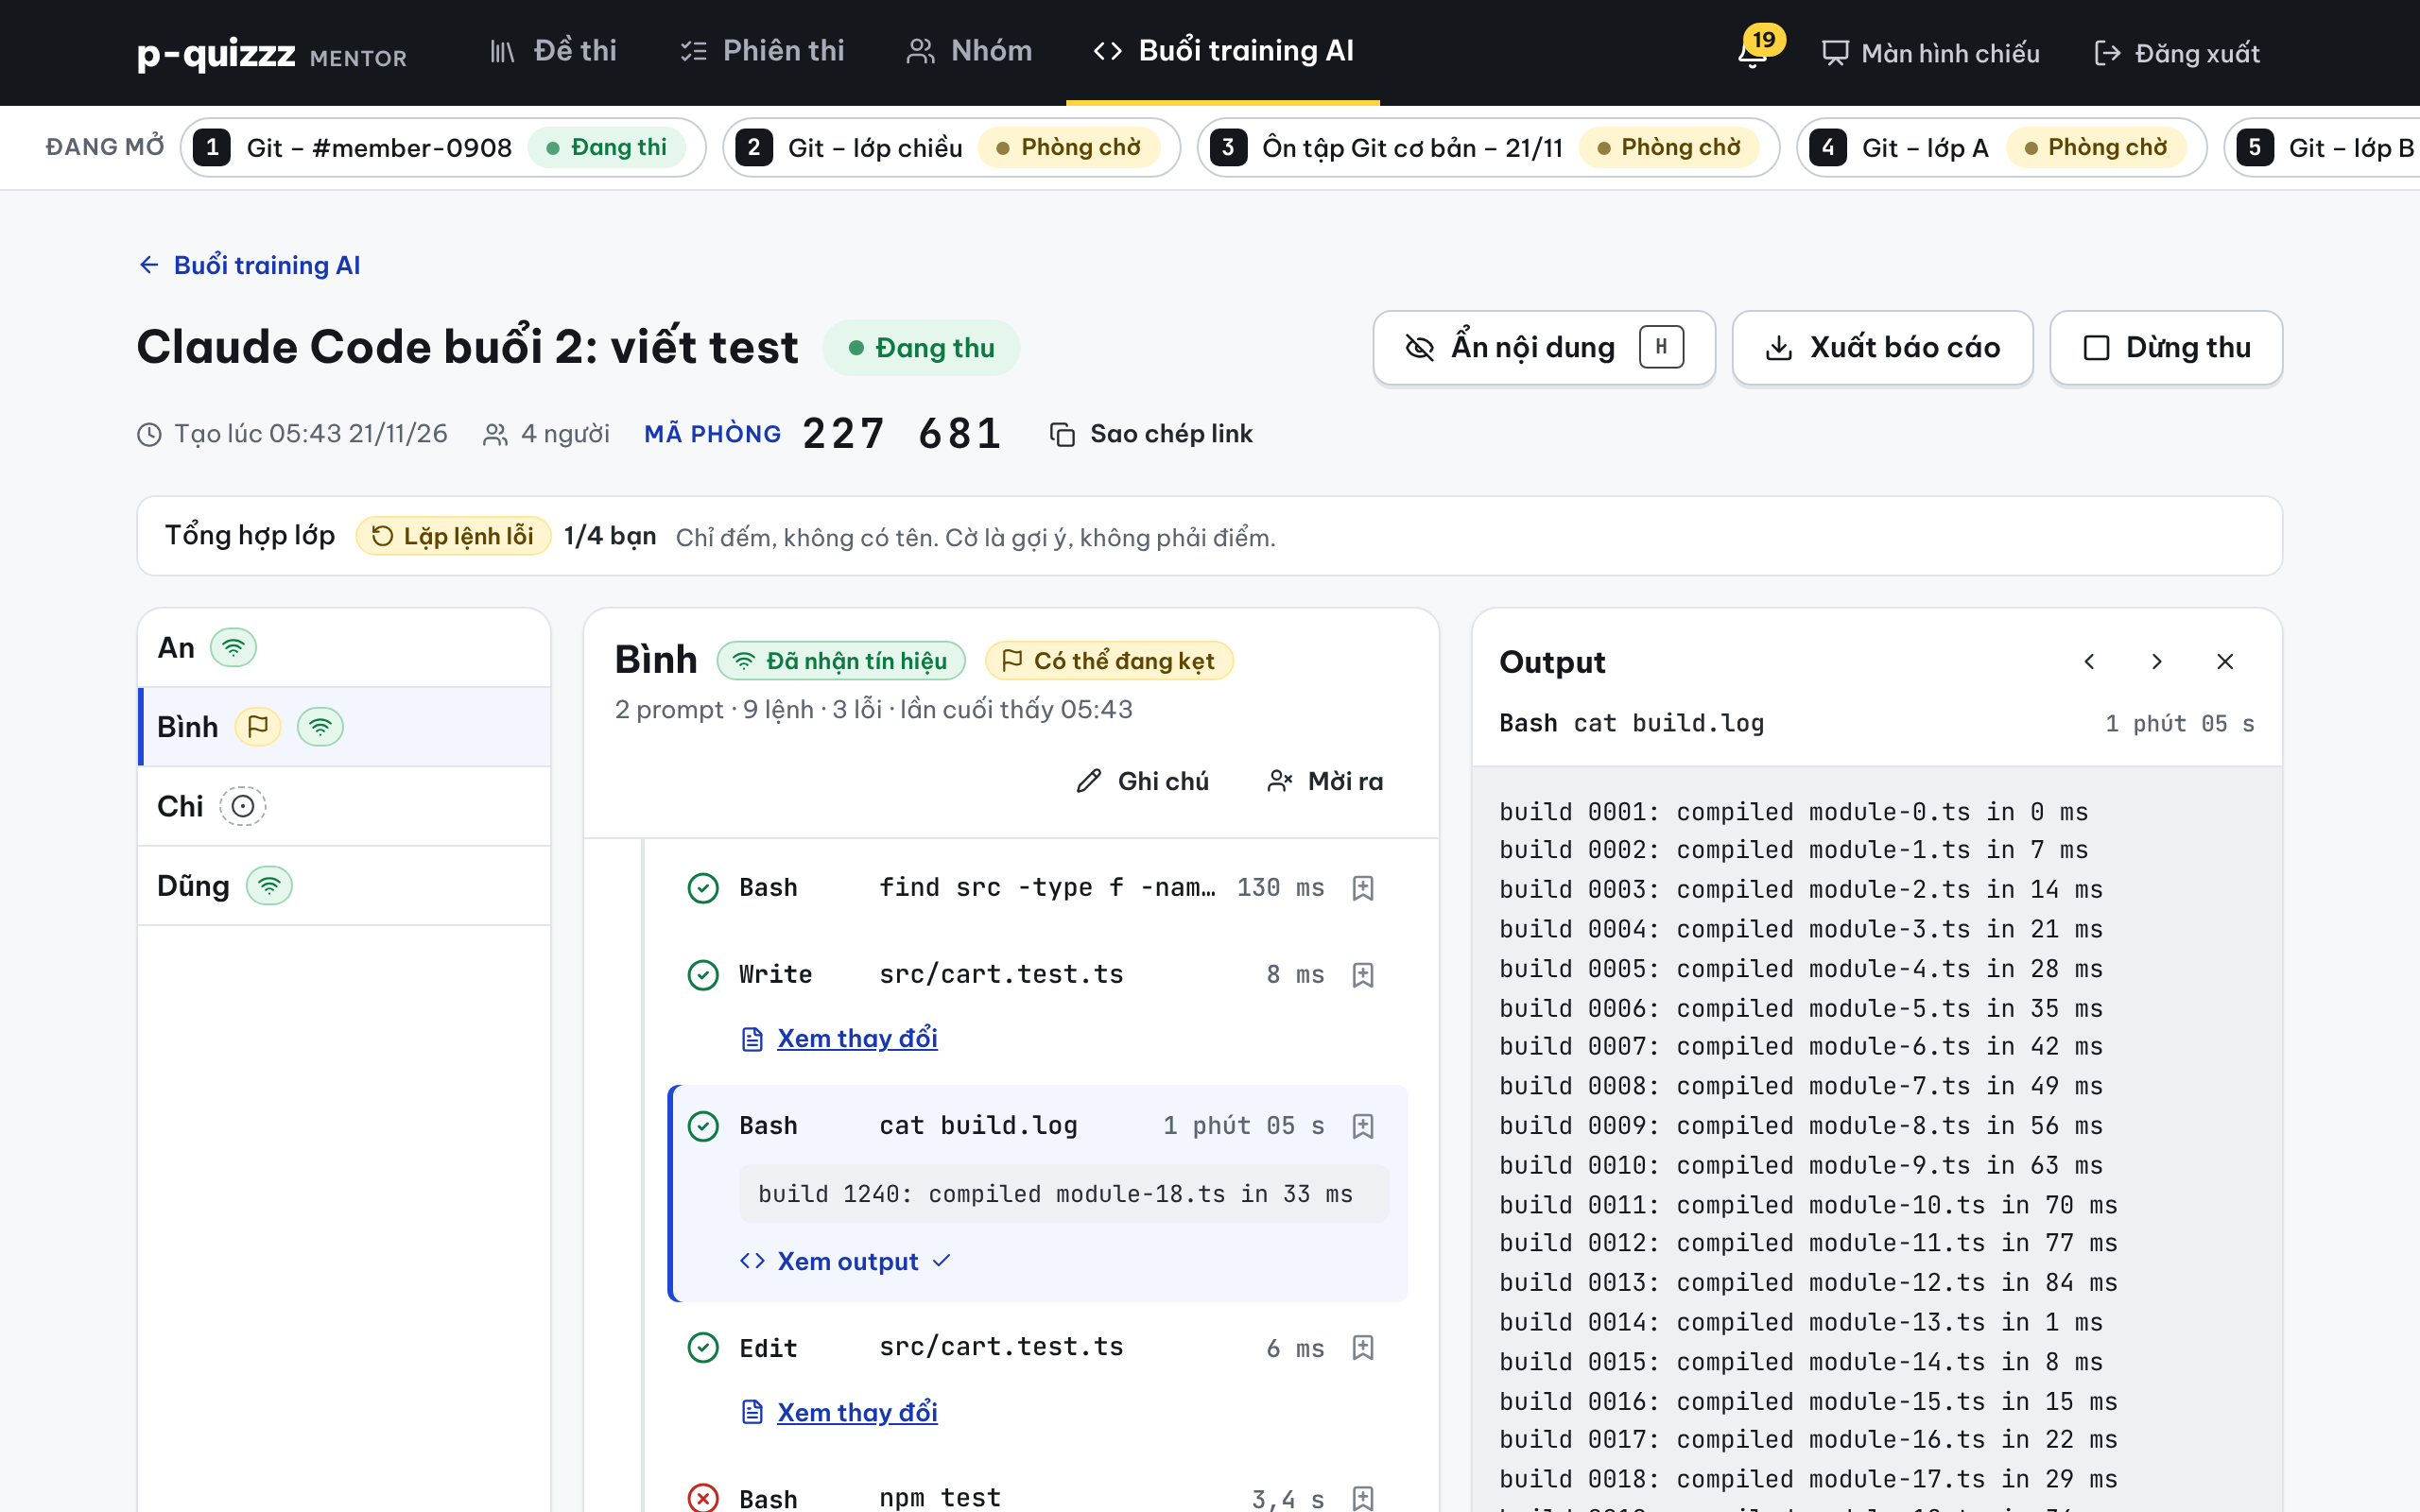 p-quizzz MENTOR
Đề thi
Phiên thi
Nhóm
Buổi training AI
19
Màn hình chiếu
Đăng xuất
ĐANG MỞ
1 Git – #member-0908 Đang thi
2 Git – lớp chiều Phòng chờ
3 Ôn tập Git cơ bản – 21/11 Phòng chờ
4 Git – lớp A Phòng chờ
5 Git – lớp B
Buổi training AI
Claude Code buổi 2: viết test
Đang thu
Ẩn nội dung H
Xuất báo cáo
Dừng thu
Tạo lúc 05:43 21/11/26
4 người
MÃ PHÒNG 227 681
Sao chép link
Tổng hợp lớp
Lặp lệnh lỗi
1/4 bạn
Chỉ đếm, không có tên. Cờ là gợi ý, không phải điểm.
An
Bình
Chi
Dũng
Bình
Đã nhận tín hiệu
Có thể đang kẹt
2 prompt · 9 lệnh · 3 lỗi · lần cuối thấy 05:43
Ghi chú
Mời ra
Bash find src -type f -nam… 130 ms
Write src/cart.test.ts 8 ms
Xem thay đổi
Bash cat build.log 1 phút 05 s
build 1240: compiled module-18.ts in 33 ms
Xem output
Edit src/cart.test.ts 6 ms
Xem thay đổi
Bash npm test 3,4 s
Output
Bash cat build.log 1 phút 05 s
build 0001: compiled module-0.ts in 0 ms
build 0002: compiled module-1.ts in 7 ms
build 0003: compiled module-2.ts in 14 ms
build 0004: compiled module-3.ts in 21 ms
build 0005: compiled module-4.ts in 28 ms
build 0006: compiled module-5.ts in 35 ms
build 0007: compiled module-6.ts in 42 ms
build 0008: compiled module-7.ts in 49 ms
build 0009: compiled module-8.ts in 56 ms
build 0010: compiled module-9.ts in 63 ms
build 0011: compiled module-10.ts in 70 ms
build 0012: compiled module-11.ts in 77 ms
build 0013: compiled module-12.ts in 84 ms
build 0014: compiled module-13.ts in 1 ms
build 0015: compiled module-14.ts in 8 ms
build 0016: compiled module-15.ts in 15 ms
build 0017: compiled module-16.ts in 22 ms
build 0018: compiled module-17.ts in 29 ms